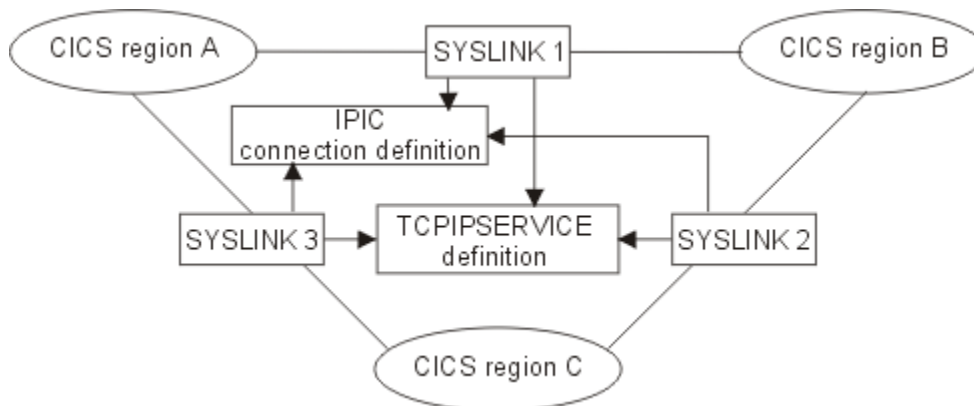 CICS region A
SYSLINK 1
CICS region B
IPIC
connection definition
SYSLINK 3
TCPIPSERVICE
definition
SYSLINK 2
CICS region C